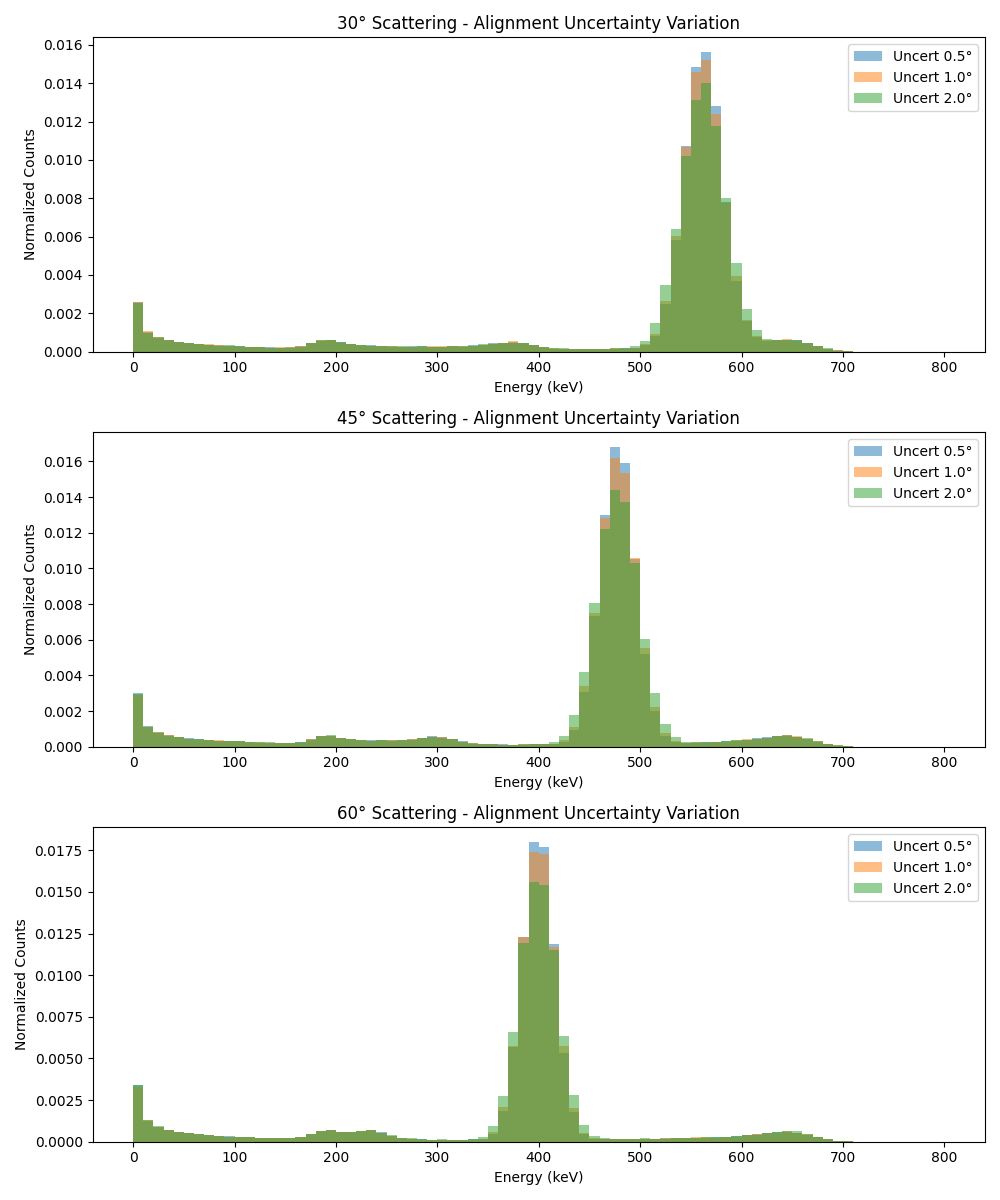 30° Scattering - Alignment Uncertainty Variation
Normalized Counts
0.016
0.014
0.012
0.010
0.008
0.006
0.004
0.002
0.000
Uncert 0.5°
Uncert 1.0°
Uncert 2.0°
0 100 200 300 400 500 600 700 800
Energy (keV)
45° Scattering - Alignment Uncertainty Variation
Normalized Counts
0.016
0.014
0.012
0.010
0.008
0.006
0.004
0.002
0.000
Uncert 0.5°
Uncert 1.0°
Uncert 2.0°
0 100 200 300 400 500 600 700 800
Energy (keV)
60° Scattering - Alignment Uncertainty Variation
Normalized Counts
0.0175
0.0150
0.0125
0.0100
0.0075
0.0050
0.0025
0.0000
Uncert 0.5°
Uncert 1.0°
Uncert 2.0°
0 100 200 300 400 500 600 700 800
Energy (keV)